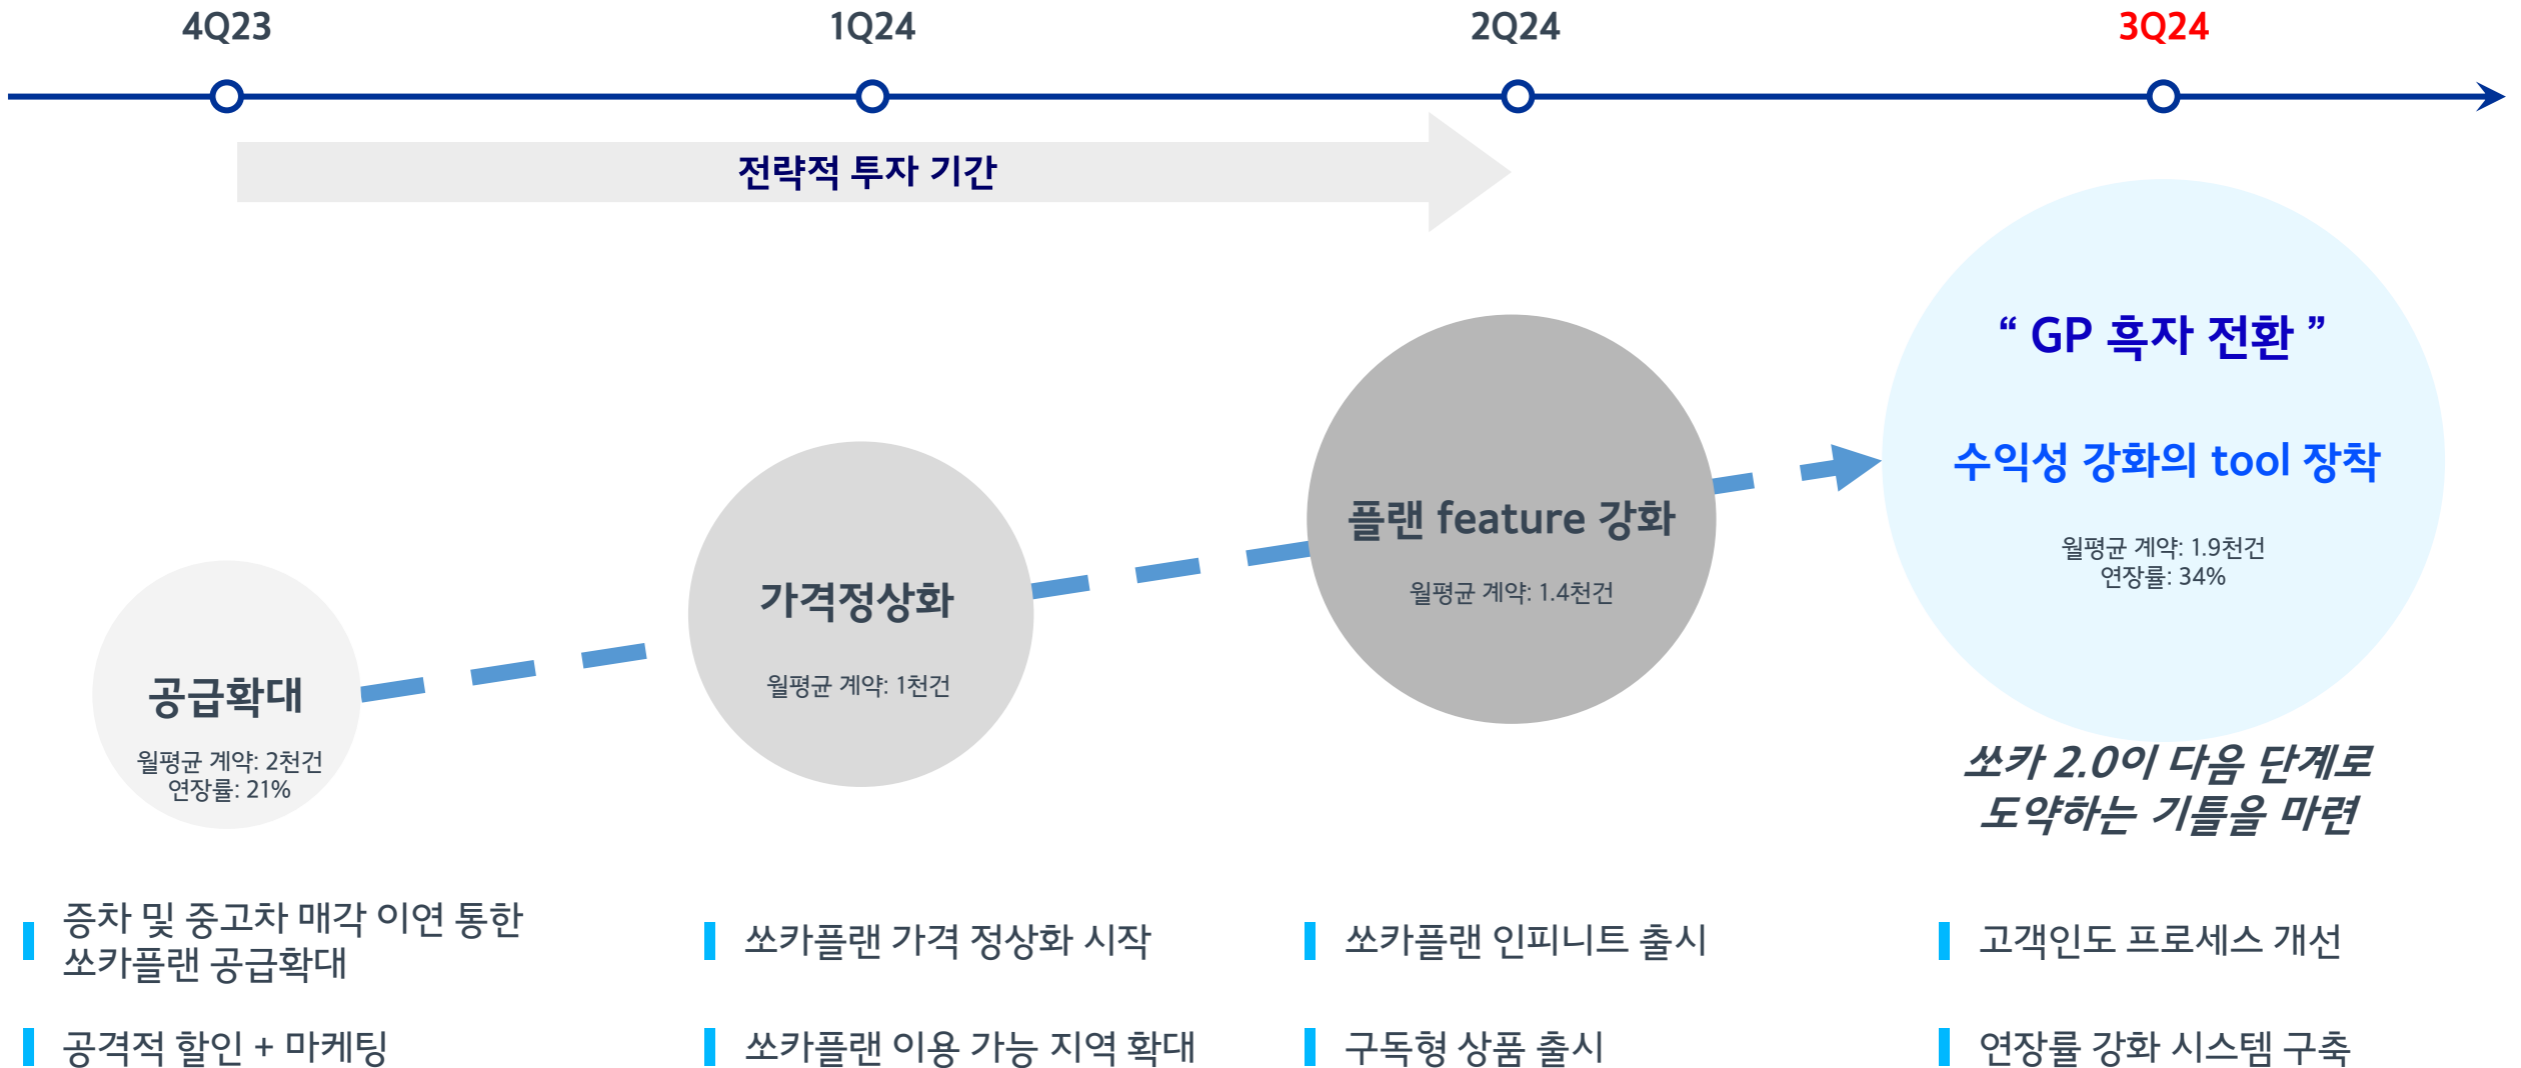 4Q23
1Q24
2Q24
3Q24
전략적 투자 기간
공급확대
월평균 계약: 2천건
연장률: 21%
가격정상화
월평균 계약: 1천건
플랜 feature 강화
월평균 계약: 1.4천건
“ GP 흑자 전환 ”
수익성 강화의 tool 장착
월평균 계약: 1.9천건
연장률: 34%
쏘카 2.0이 다음 단계로
도약하는 기틀을 마련
증차 및 중고차 매각 이연 통한
쏘카플랜 공급확대
공격적 할인 + 마케팅
쏘카플랜 가격 정상화 시작
쏘카플랜 이용 가능 지역 확대
쏘카플랜 인피니트 출시
구독형 상품 출시
고객인도 프로세스 개선
연장률 강화 시스템 구축